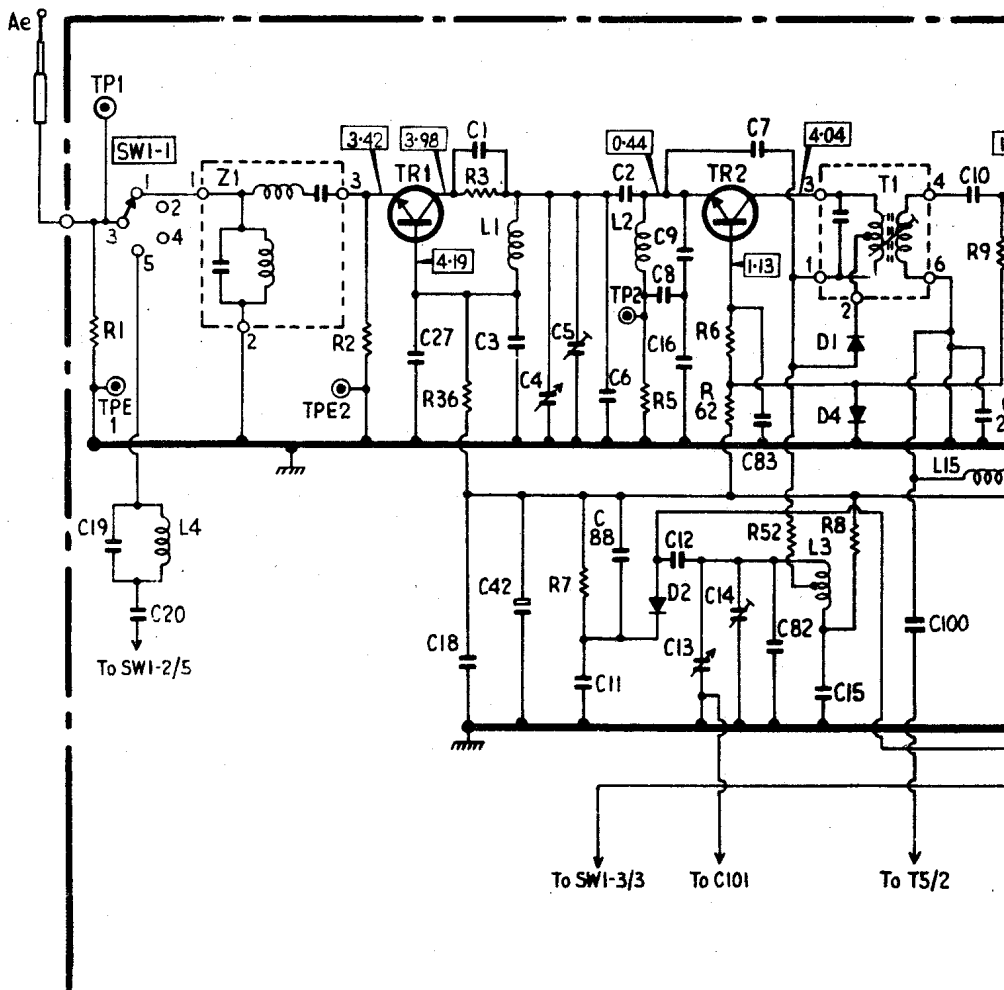 Ae
TP1
SW1-1
1
2
3
4
5
1
Z1
3
2
R1
TPE
1
3·42
3·98
C1
TR1
R3
4·19
L1
R2
TPE2
C27
R36
C3
C4
C5
C6
0·44
C2
L2
C9
TP2
C8
C16
R5
C7
TR2
4·04
1·13
R6
R
62
C83
3
T1
4
1
6
2
D1
D4
C10
R9
2
L15
C19
L4
C20
To SW1-2/5
C18
C42
R7
C
88
C11
C12
D2
C13
C14
C82
R52
L3
R8
C15
C100
To SW1-3/3
To C101
To T5/2